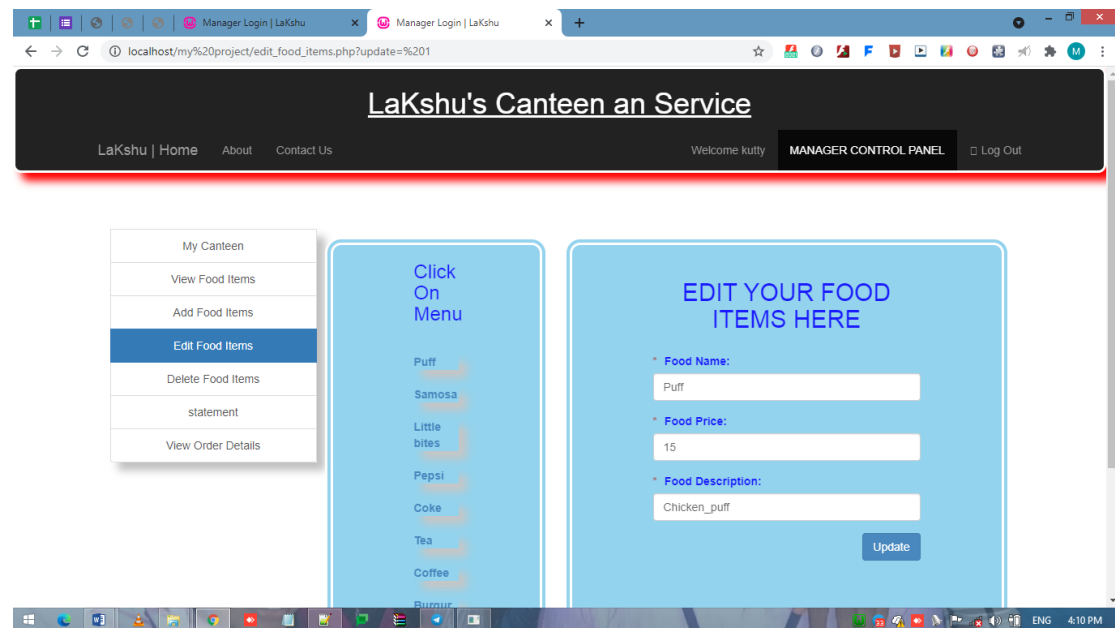 Manager Login | LaKshu
Manager Login | LaKshu
localhost/my%20project/edit_food_items.php?update=%201
M
LaKshu's Canteen an Service
LaKshu | Home About Contact Us Welcome kutty MANAGER CONTROL PANEL Log Out
My Canteen
View Food Items
Add Food Items
Edit Food Items
Delete Food Items
statement
View Order Details
Click
On
Menu
Puff
Samosa
Little
bites
Pepsi
Coke
Tea
Coffee
Burgur
EDIT YOUR FOOD
ITEMS HERE
* Food Name:
Puff
* Food Price:
15
* Food Description:
Chicken_puff
Update
ENG 4:10 PM